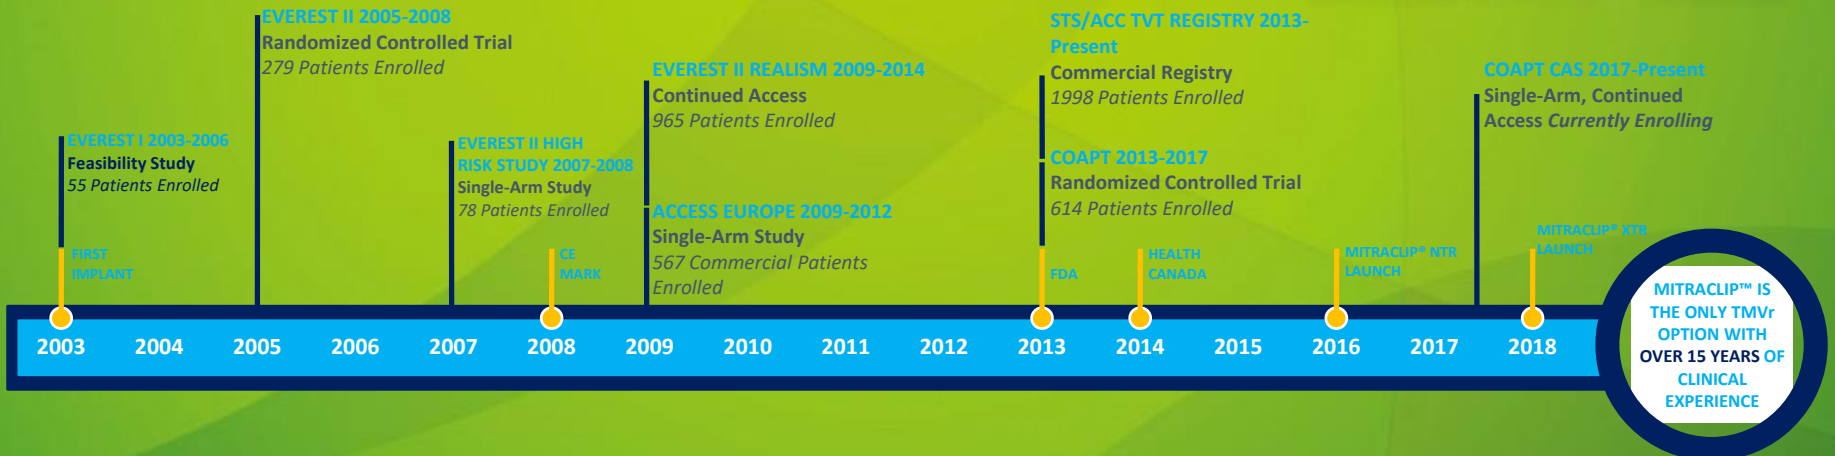 EVEREST I 2003-2006
Feasibility Study
55 Patients Enrolled
FIRST
IMPLANT
EVEREST II 2005-2008
Randomized Controlled Trial
279 Patients Enrolled
EVEREST II HIGH
RISK STUDY 2007-2008
Single-Arm Study
78 Patients Enrolled
CE
MARK
EVEREST II REALISM 2009-2014
Continued Access
965 Patients Enrolled
ACCESS EUROPE 2009-2012
Single-Arm Study
567 Commercial Patients
Enrolled
STS/ACC TVT REGISTRY 2013-
Present
Commercial Registry
1998 Patients Enrolled
COAPT 2013-2017
Randomized Controlled Trial
614 Patients Enrolled
FDA
HEALTH
CANADA
MITRACLIP® NTR
LAUNCH
COAPT CAS 2017-Present
Single-Arm, Continued
Access Currently Enrolling
MITRACLIP® XTR
LAUNCH
2003 2004 2005 2006 2007 2008 2009 2010 2011 2012 2013 2014 2015 2016 2017 2018
MITRACLIP™ IS
THE ONLY TMVr
OPTION WITH
OVER 15 YEARS OF
CLINICAL
EXPERIENCE